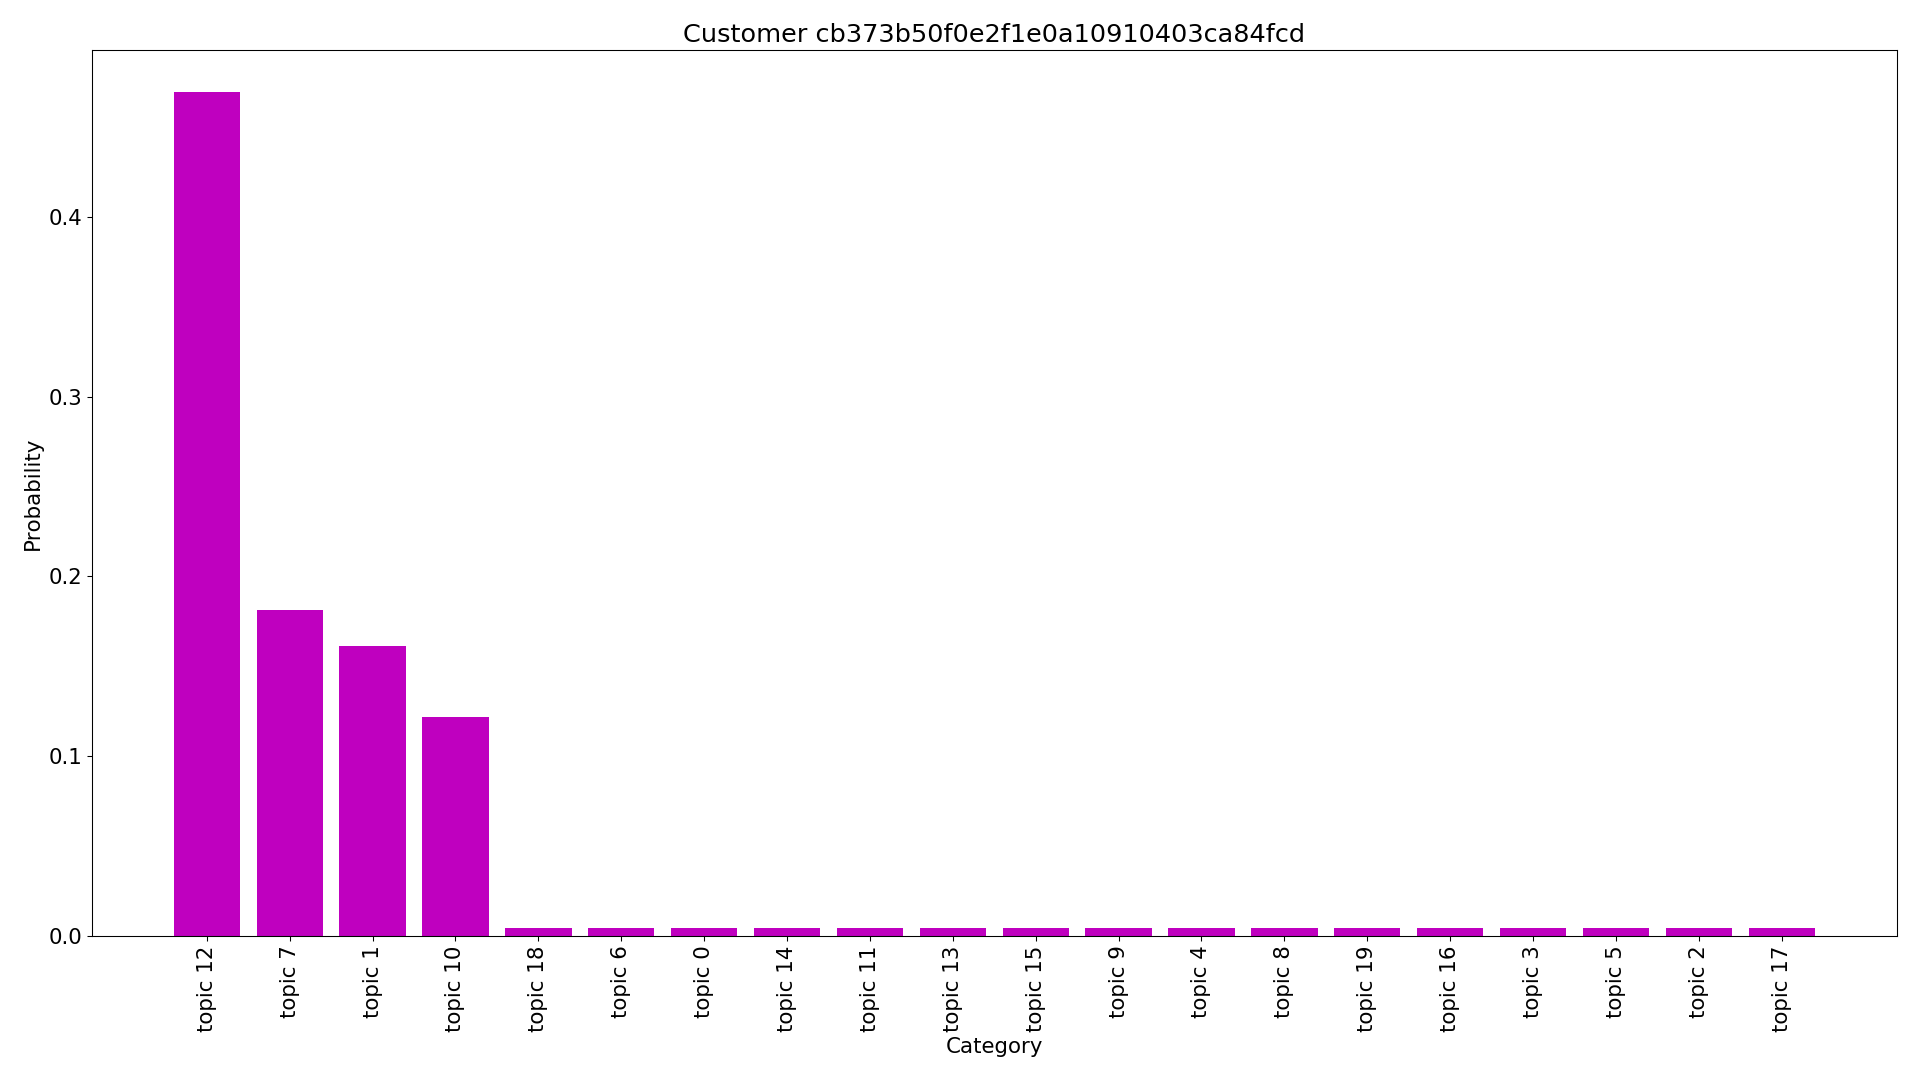 Customer cb373b50f0e2f1e0a10910403ca84fcd
Probability
0.4
0.3
0.2
0.1
0.0
topic 12
topic 7
topic 1
topic 10
topic 18
topic 6
topic 0
topic 14
topic 11
topic 13
topic 15
topic 9
topic 4
topic 8
topic 19
topic 16
topic 3
topic 5
topic 2
topic 17
Category